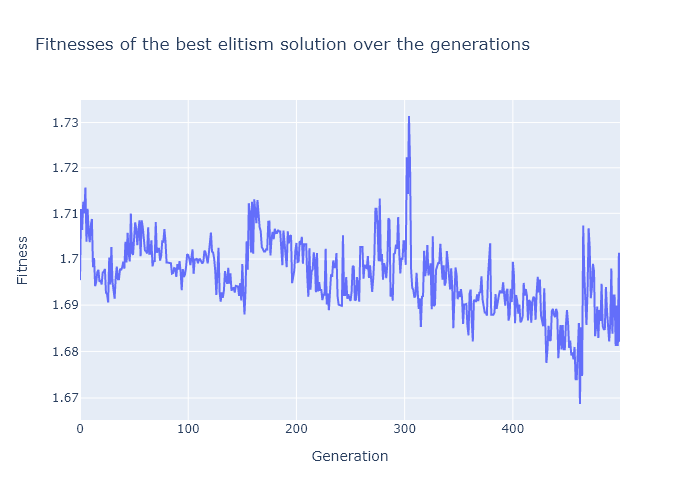 Fitnesses of the best elitism solution over the generations
1.73
1.72
1.71
1.7
1.69
1.68
1.67
Fitness
0 100 200 300 400
Generation